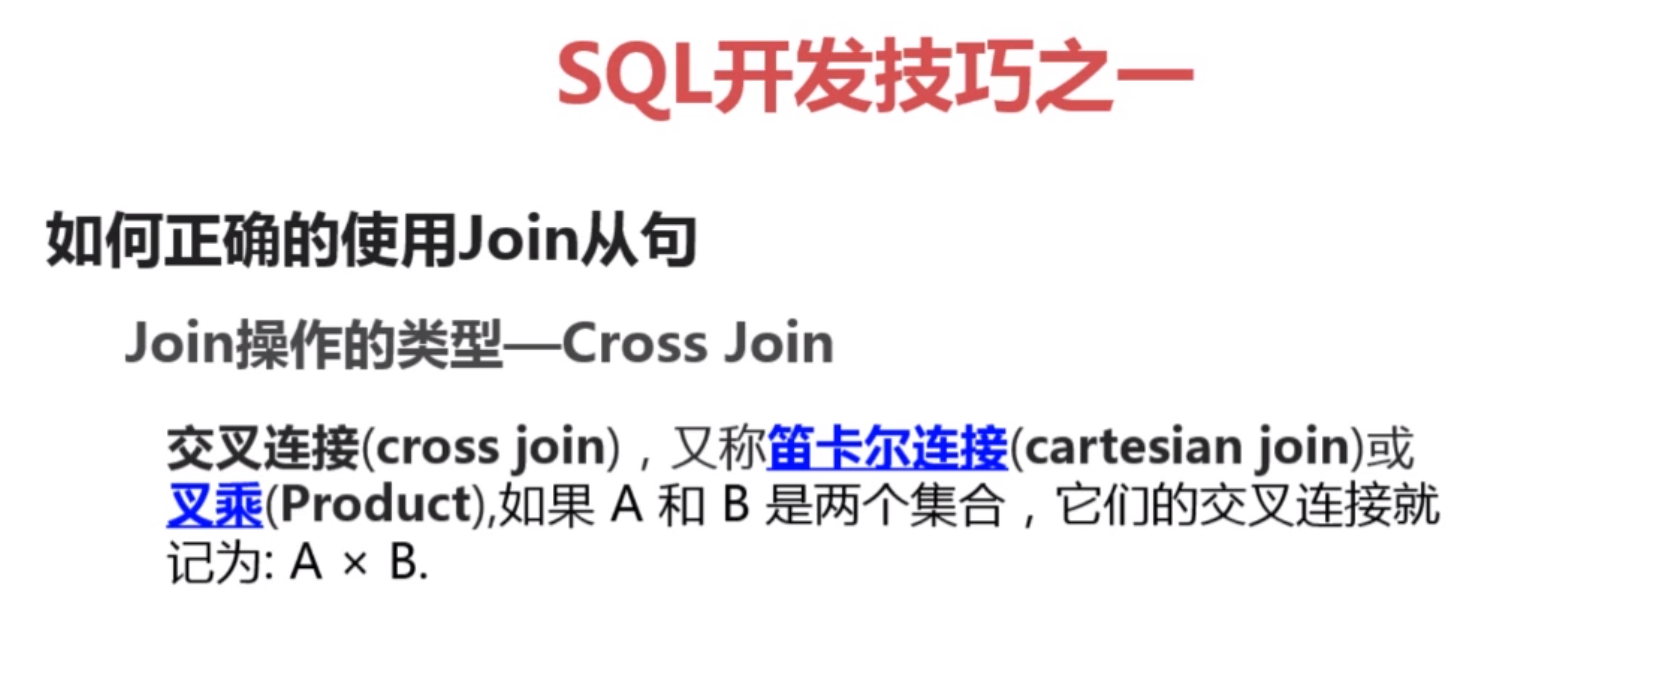 SQL开发技巧之一
如何正确的使用Join从句
Join操作的类型—Cross Join
交叉连接(cross join)，又称笛卡尔连接(cartesian join)或
叉乘(Product),如果 A 和 B 是两个集合，它们的交叉连接就
记为: A × B.